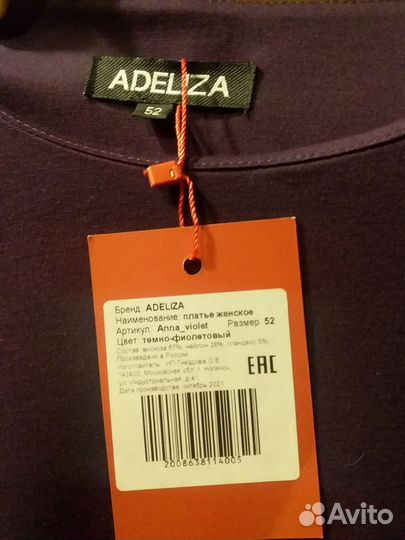 ADELIZA
52
Бренд: ADELIZA
Наименование: платье женское
Артикул: Anna_violet Размер: 52
Цвет: темно-фиолетовый
Состав: вискоза 67%, нейлон 28%, спандекс 5%
Произведено в России
Изготовитель: ИП Гнездова О.Е.
142400, Московская обл, г. Ногинск,
ул. Индустриальная, д.41
Дата производства: октябрь 2021
EAC
2008638114005
Avito